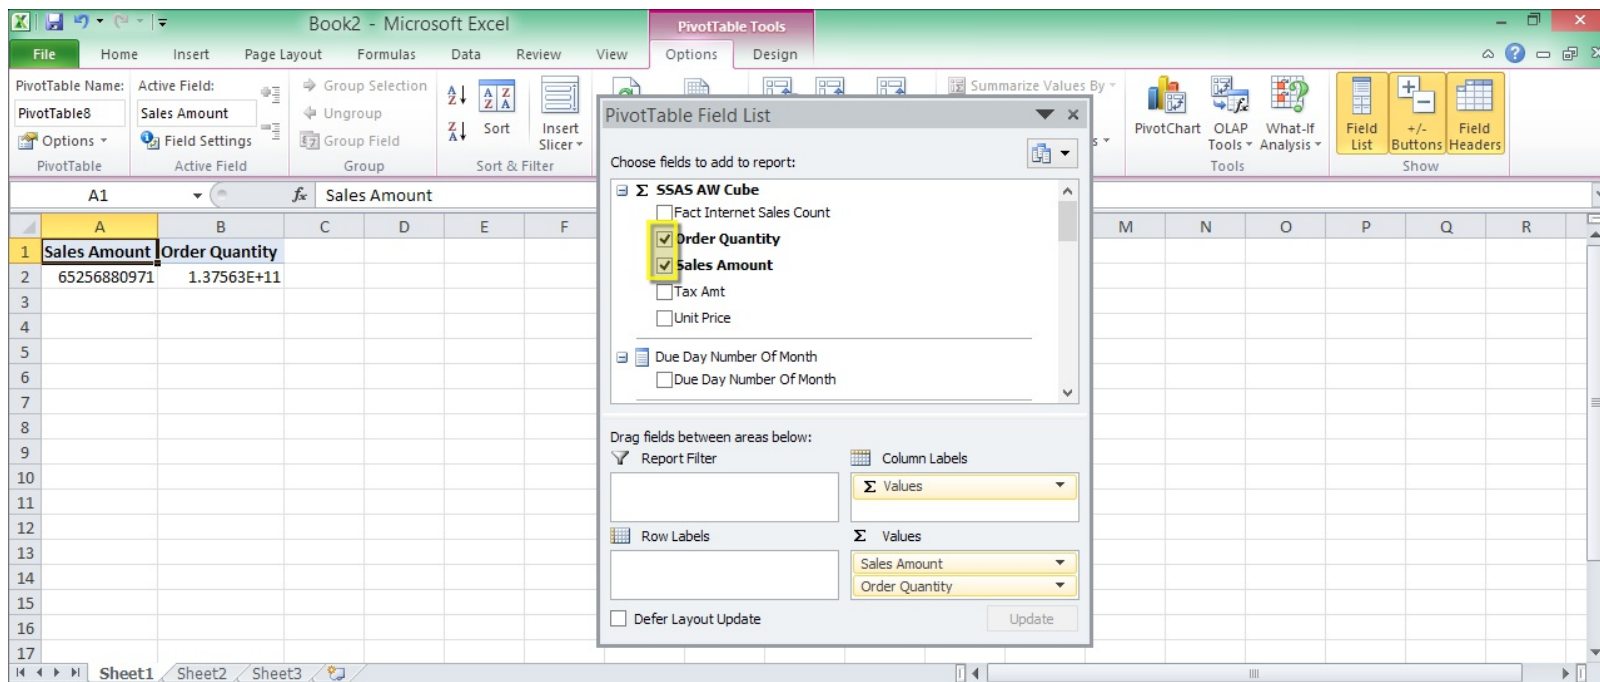 Book2 - Microsoft Excel
PivotTable Tools
File Home Insert Page Layout Formulas Data Review View Options Design
PivotTable Name: Active Field: Group Selection Summarize Values By
PivotTable8 Sales Amount Ungroup Sort Insert Slicer PivotChart OLAP Tools What-If Analysis Field List +/- Buttons Field Headers
Options Field Settings Group Field
PivotTable Active Field Group Sort & Filter Tools Show
A1 fx Sales Amount
A B C D E F M N O P Q R
1 Sales Amount Order Quantity
2 65256880971 1.37563E+11
3
4
5
6
7
8
9
10
11
12
13
14
15
16
17
PivotTable Field List
Choose fields to add to report:
Σ SSAS AW Cube
Fact Internet Sales Count
Order Quantity
Sales Amount
Tax Amt
Unit Price
Due Day Number Of Month
Due Day Number Of Month
Drag fields between areas below:
Report Filter Column Labels
Σ Values
Row Labels Σ Values
Sales Amount
Order Quantity
Defer Layout Update Update
Sheet1 Sheet2 Sheet3